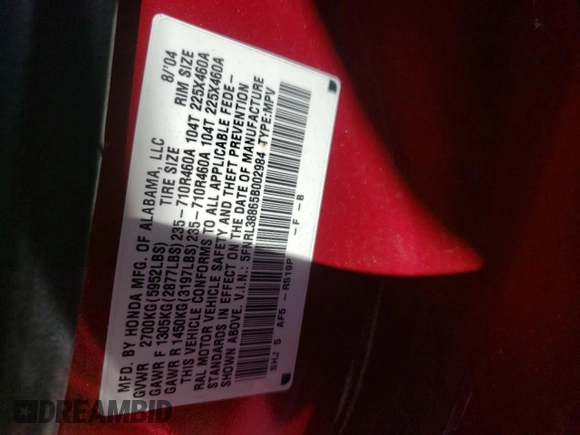 MFD. BY HONDA MFG. OF ALABAMA, LLC 8/'04
GVWR 2700KG(5952LBS) TIRE SIZE RIM SIZE
GAWR F 1305KG(2877LBS)235-710R460A 104T 225X460A
GAWR R 1450KG(3197LBS)235-710R460A 104T 225X460A
THIS VEHICLE CONFORMS TO ALL APPLICABLE FEDE-
RAL MOTOR VEHICLE SAFETY AND THEFT PREVENTION
STANDARDS IN EFFECT ON THE DATE OF MANUFACTURE
SHOWN ABOVE. V.I.N.: 5FNRL38865B002984 TYPE:MPV
SHJ S AF5 - R519P - F - B
DREAMBID